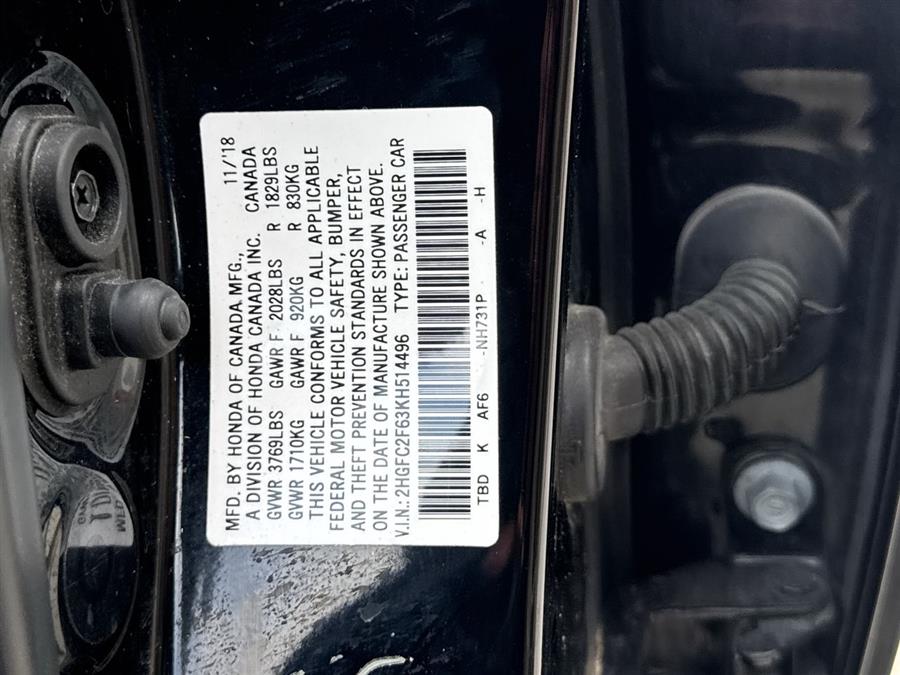 MFD. BY HONDA OF CANADA MFG., 11/18
A DIVISION OF HONDA CANADA INC. CANADA
GVWR 3769LBS GAWR F 2028LBS R 1829LBS
GVWR 1710KG GAWR F 920KG R 830KG
THIS VEHICLE CONFORMS TO ALL APPLICABLE
FEDERAL MOTOR VEHICLE SAFETY, BUMPER,
AND THEFT PREVENTION STANDARDS IN EFFECT
ON THE DATE OF MANUFACTURE SHOWN ABOVE.
V.I.N.: 2HGFC2F63KH514496 TYPE: PASSENGER CAR
TBD K AF6 -NH731P -A -H